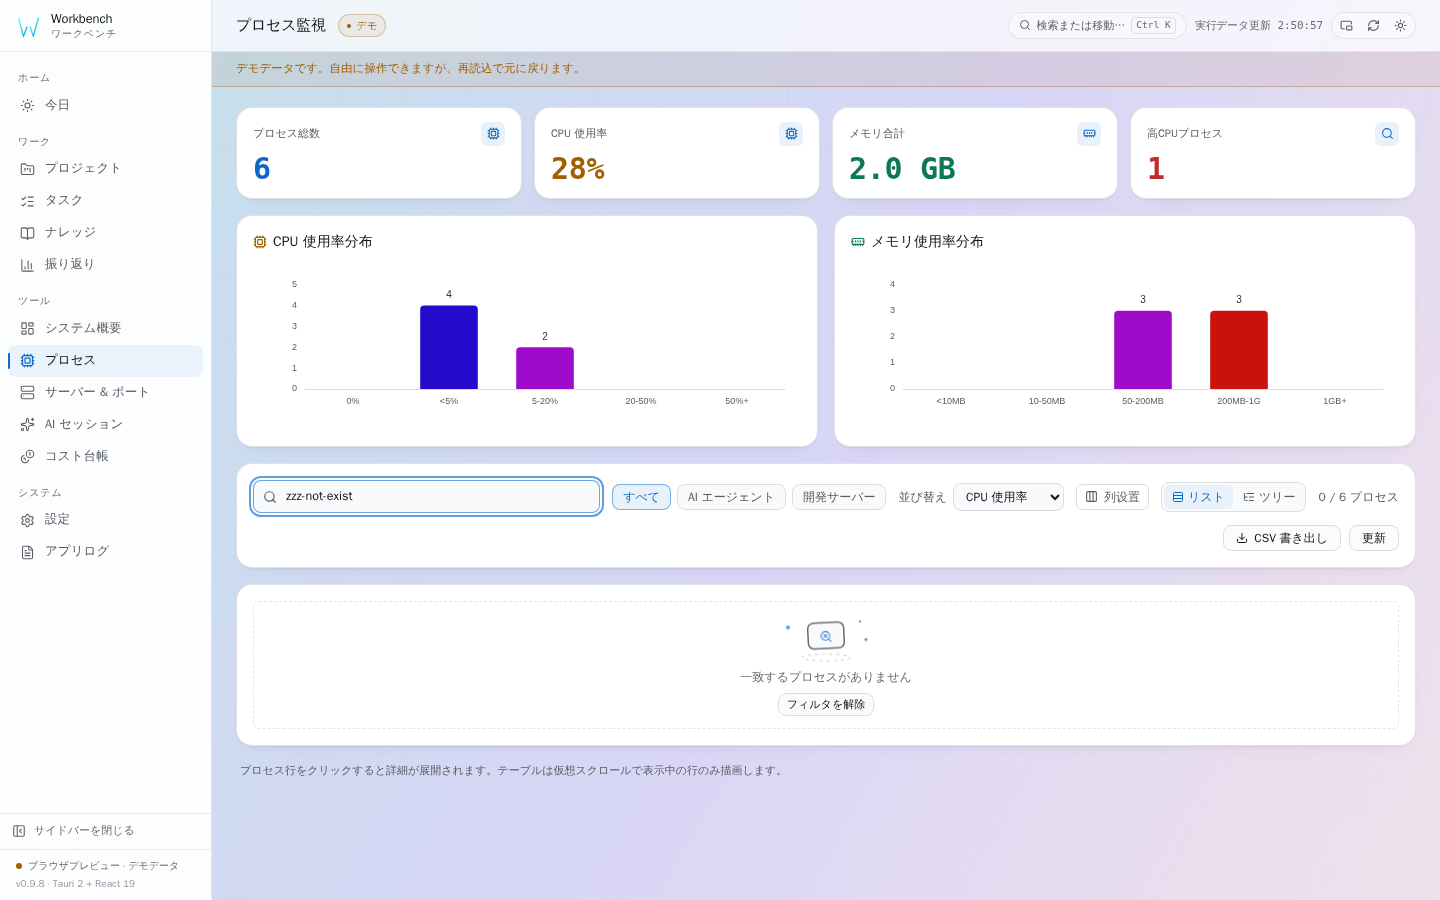 Workbench
ワークベンチ
ホーム
今日
ワーク
プロジェクト
タスク
ナレッジ
振り返り
ツール
システム概要
プロセス
サーバー & ポート
AI セッション
コスト台帳
システム
設定
アプリログ
サイドバーを閉じる
ブラウザプレビュー · デモデータ
v0.9.8 · Tauri 2 + React 19
プロセス監視
デモ
検索または移動… Ctrl K
実行データ更新 2:50:57
デモデータです。自由に操作できますが、再読込で元に戻ります。
プロセス総数
6
CPU 使用率
28%
メモリ合計
2.0 GB
高CPUプロセス
1
CPU 使用率分布
5
4
3
2
1
0
4
2
0%
<5%
5-20%
20-50%
50%+
メモリ使用率分布
4
3
2
1
0
3
3
<10MB
10-50MB
50-200MB
200MB-1G
1GB+
zzz-not-exist
すべて
AI エージェント
開発サーバー
並び替え
CPU 使用率
列設置
リスト
ツリー
0 / 6 プロセス
CSV 書き出し
更新
一致するプロセスがありません
フィルタを解除
プロセス行をクリックすると詳細が展開されます。テーブルは仮想スクロールで表示中の行のみ描画します。